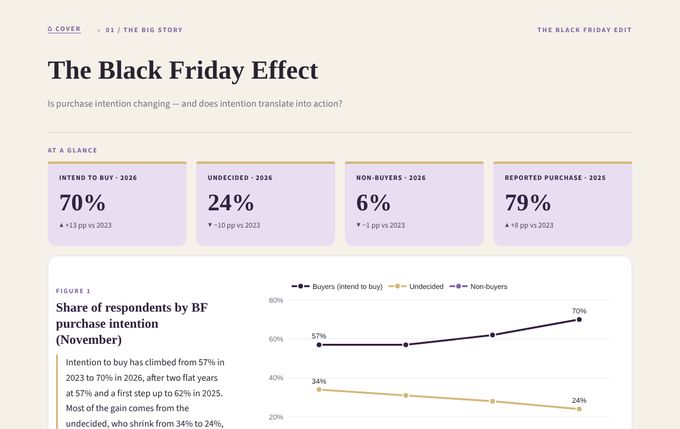 ⌂ COVER › 01 / THE BIG STORY THE BLACK FRIDAY EDIT
The Black Friday Effect
Is purchase intention changing — and does intention translate into action?
AT A GLANCE
INTEND TO BUY · 2026
70%
▲ +13 pp vs 2023
UNDECIDED · 2026
24%
▼ −10 pp vs 2023
NON-BUYERS · 2026
6%
▼ −1 pp vs 2023
REPORTED PURCHASE · 2025
79%
▲ +8 pp vs 2023
FIGURE 1
Share of respondents by BF
purchase intention
(November)
Intention to buy has climbed from 57% in
2023 to 70% in 2026, after two flat years
at 57% and a first step up to 62% in 2025.
Most of the gain comes from the
undecided, who shrink from 34% to 24%,
Buyers (intend to buy) Undecided Non-buyers
80%
60%
40%
20%
57%
70%
34%
24%